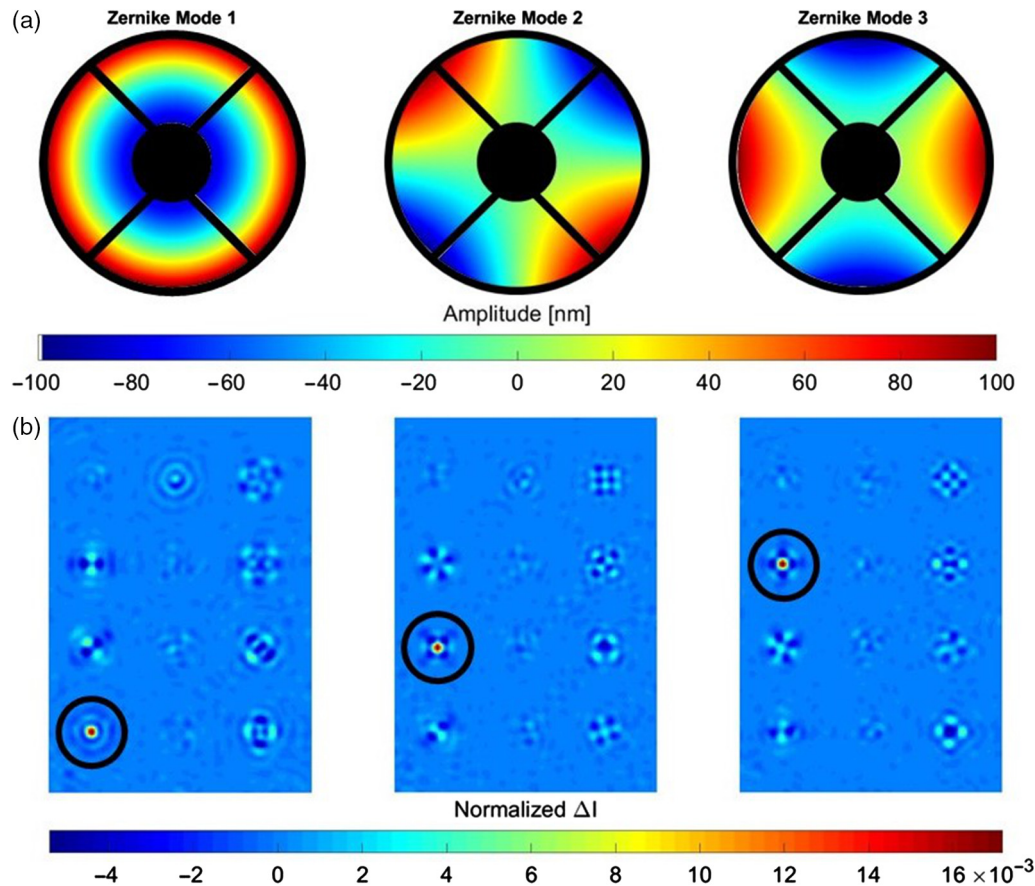 (a)
Zernike Mode 1 Zernike Mode 2 Zernike Mode 3
Amplitude [nm]
−100 −80 −60 −40 −20 0 20 40 60 80 100
(b)
Normalized ΔI
−4 −2 0 2 4 6 8 10 12 14 16 ×10⁻³